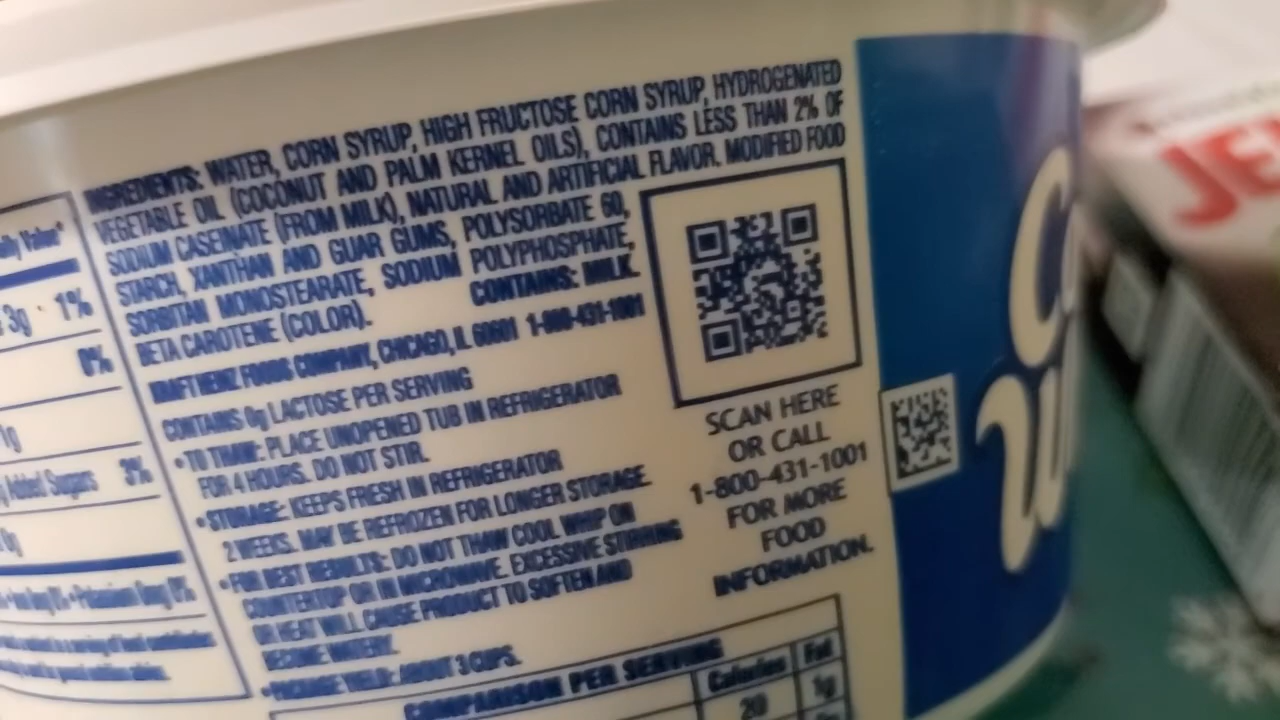 INGREDIENTS: WATER, CORN SYRUP, HIGH FRUCTOSE CORN SYRUP, HYDROGENATED
VEGETABLE OIL (COCONUT AND PALM KERNEL OILS), CONTAINS LESS THAN 2% OF
SODIUM CASEINATE (FROM MILK), NATURAL AND ARTIFICIAL FLAVOR, MODIFIED FOOD
STARCH, XANTHAN AND GUAR GUMS, POLYSORBATE 60,
SORBITAN MONOSTEARATE, SODIUM POLYPHOSPHATE,
BETA CAROTENE (COLOR). CONTAINS: MILK.
KRAFT HEINZ FOODS COMPANY, CHICAGO, IL 60601 1-800-431-1001
CONTAINS 0g LACTOSE PER SERVING
• TO THAW: PLACE UNOPENED TUB IN REFRIGERATOR
FOR 4 HOURS. DO NOT STIR.
• STORAGE: KEEPS FRESH IN REFRIGERATOR
2 WEEKS. MAY BE REFROZEN FOR LONGER STORAGE.
• FOR BEST RESULTS: DO NOT THAW COOL WHIP ON
COUNTERTOP OR IN MICROWAVE. EXCESSIVE STIRRING
OR HEAT WILL CAUSE PRODUCT TO SOFTEN AND
BECOME WATERY.
• PACKAGE YIELD: ABOUT 3 CUPS.
COMPARISON PER SERVING
Calories Fat
20 1g
SCAN HERE
OR CALL
1-800-431-1001
FOR MORE
FOOD
INFORMATION.
Value*
3g 1%
0%
Added Sugars 3%
0g
JE